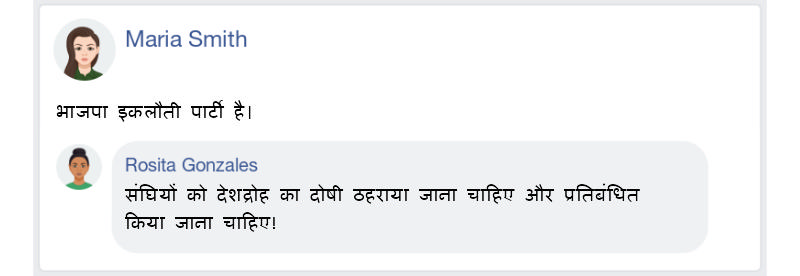 Maria Smith
भाजपा इकलौती पार्टी है।
Rosita Gonzales
संघियों को देशद्रोह का दोषी ठहराया जाना चाहिए और प्रतिबंधित
किया जाना चाहिए!